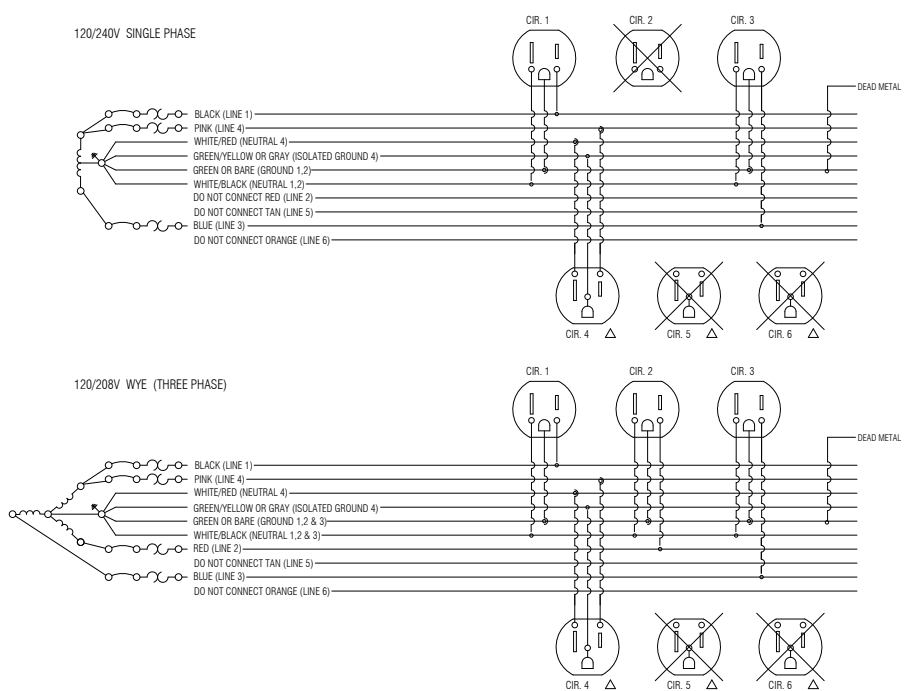 120/240V SINGLE PHASE
CIR. 1
CIR. 2
CIR. 3
DEAD METAL
BLACK (LINE 1)
PINK (LINE 4)
WHITE/RED (NEUTRAL 4)
GREEN/YELLOW OR GRAY (ISOLATED GROUND 4)
GREEN OR BARE (GROUND 1,2)
WHITE/BLACK (NEUTRAL 1,2)
DO NOT CONNECT RED (LINE 2)
DO NOT CONNECT TAN (LINE 5)
BLUE (LINE 3)
DO NOT CONNECT ORANGE (LINE 6)
CIR. 4
CIR. 5
CIR. 6
120/208V WYE (THREE PHASE)
CIR. 1
CIR. 2
CIR. 3
DEAD METAL
BLACK (LINE 1)
PINK (LINE 4)
WHITE/RED (NEUTRAL 4)
GREEN/YELLOW OR GRAY (ISOLATED GROUND 4)
GREEN OR BARE (GROUND 1,2 & 3)
WHITE/BLACK (NEUTRAL 1,2 & 3)
RED (LINE 2)
DO NOT CONNECT TAN (LINE 5)
BLUE (LINE 3)
DO NOT CONNECT ORANGE (LINE 6)
CIR. 4
CIR. 5
CIR. 6